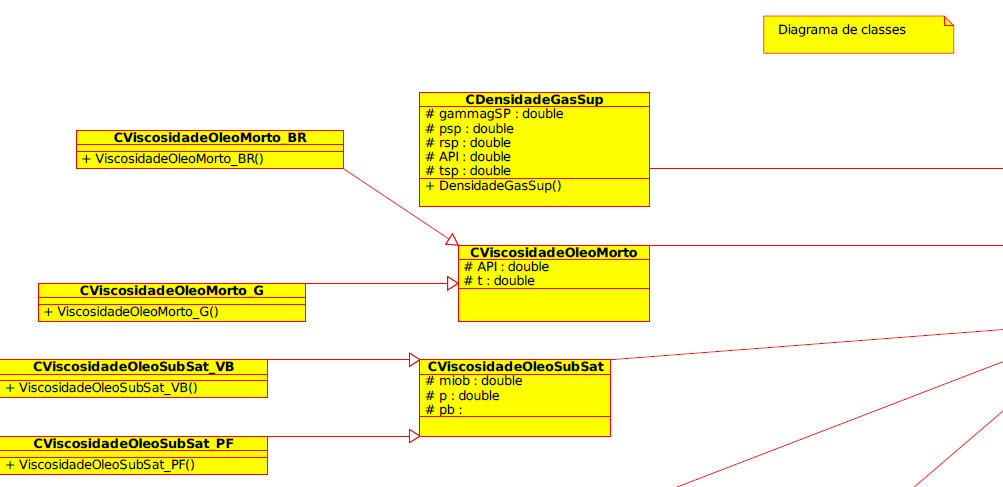 Diagrama de classes
CDensidadeGasSup
# gammagSP : double
# psp : double
# rsp : double
# API : double
# tsp : double
+ DensidadeGasSup()
CViscosidadeOleoMorto_BR
+ ViscosidadeOleoMorto_BR()
CViscosidadeOleoMorto
# API : double
# t : double
CViscosidadeOleoMorto_G
+ ViscosidadeOleoMorto_G()
CViscosidadeOleoSubSat_VB
+ ViscosidadeOleoSubSat_VB()
CViscosidadeOleoSubSat
# miob : double
# p : double
# pb :
CViscosidadeOleoSubSat_PF
+ ViscosidadeOleoSubSat_PF()